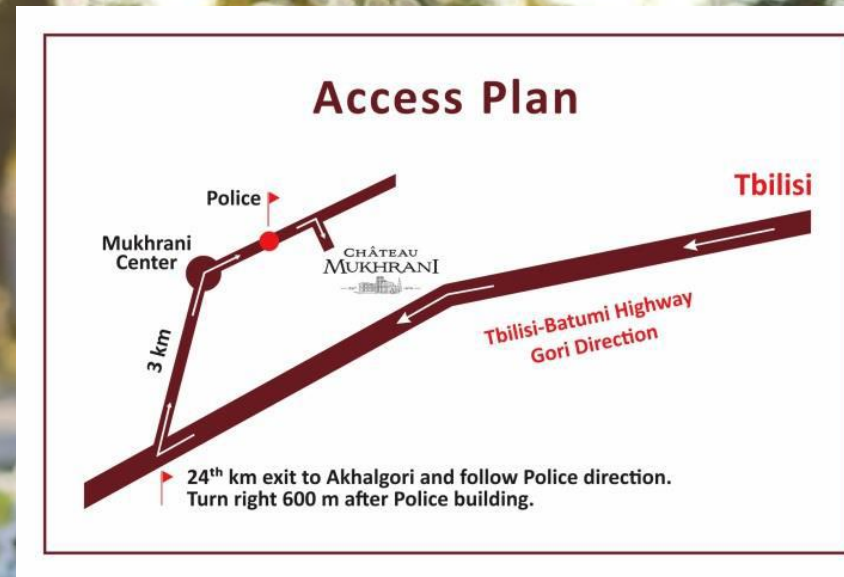 Access Plan
Tbilisi
Police
Mukhrani
Center
CHÂTEAU
MUKHRANI
3 km
Tbilisi-Batumi Highway
Gori Direction
24th km exit to Akhalgori and follow Police direction.
Turn right 600 m after Police building.